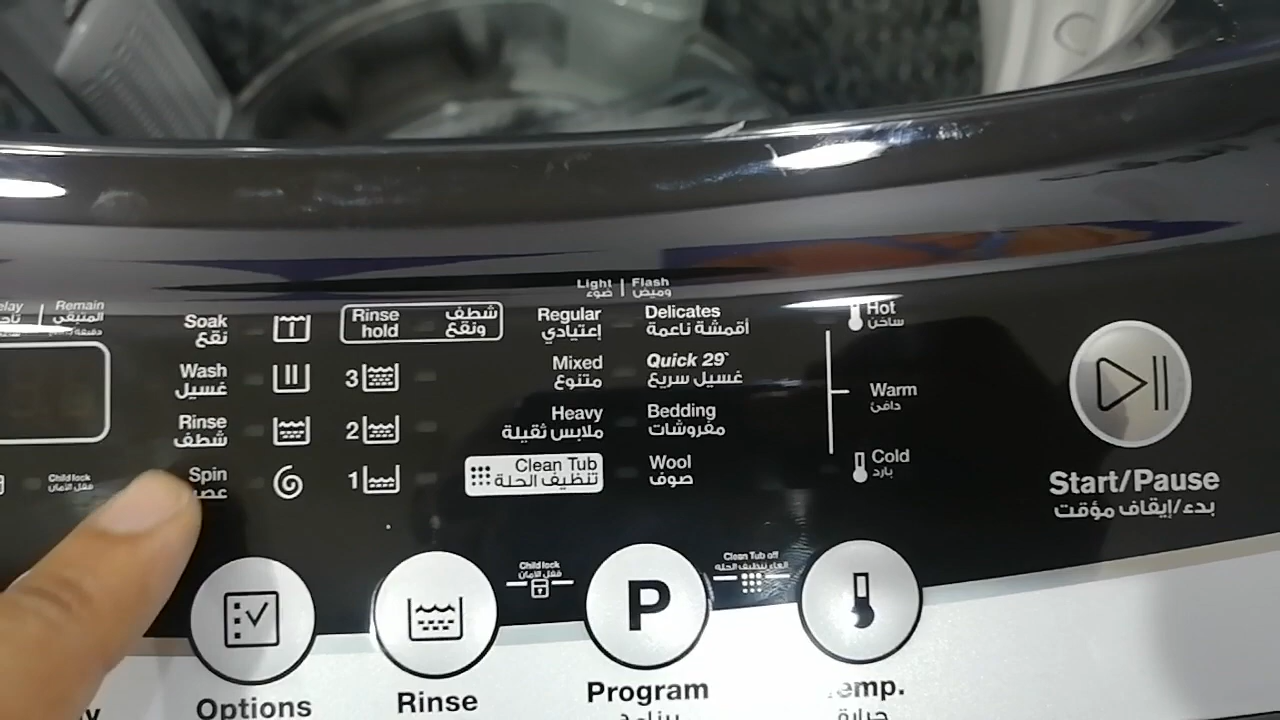 Remain
المتبقي
Soak
نقع
Wash
غسيل
Rinse
شطف
Spin
Child lock
قفل الأمان
Rinse hold
شطف ونقع
3
2
1
Light | Flash
ضوء | وميض
Regular
إعتيادي
Mixed
متنوع
Heavy
ملابس ثقيلة
Clean Tub
تنظيف الحلة
Delicates
أقمشة ناعمة
Quick 29`
غسيل سريع
Bedding
مفروشات
Wool
صوف
Hot
ساخن
Warm
دافئ
Cold
بارد
Start/Pause
بدء/إيقاف مؤقت
Child lock
قفل الأمان
Clean Tub off
الغاء تنظيف الحلة
P
Options
Rinse
Program
emp.